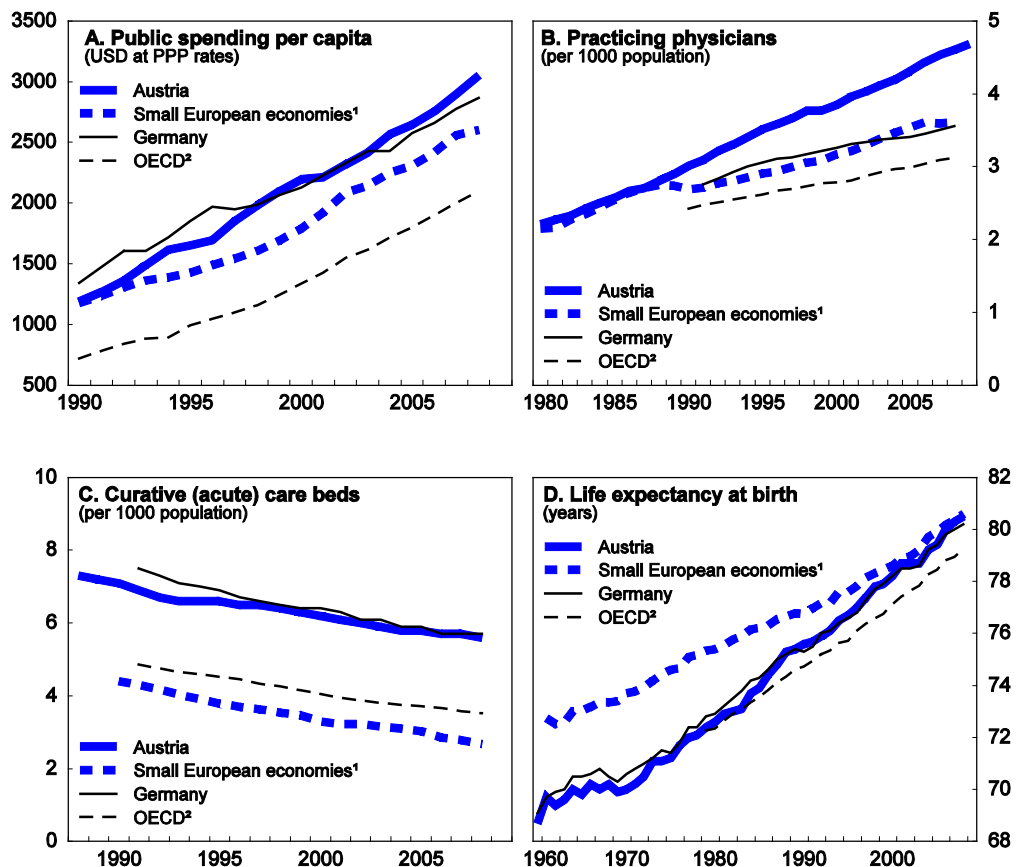 A. Public spending per capita
(USD at PPP rates)
Austria
Small European economies¹
Germany
OECD²
3500
3000
2500
2000
1500
1000
500
1990
1995
2000
2005
B. Practicing physicians
(per 1000 population)
Austria
Small European economies¹
Germany
OECD²
5
4
3
2
1
0
1980
1985
1990
1995
2000
2005
C. Curative (acute) care beds
(per 1000 population)
Austria
Small European economies¹
Germany
OECD²
10
8
6
4
2
0
1990
1995
2000
2005
D. Life expectancy at birth
(years)
Austria
Small European economies¹
Germany
OECD²
82
80
78
76
74
72
70
68
1960
1970
1980
1990
2000